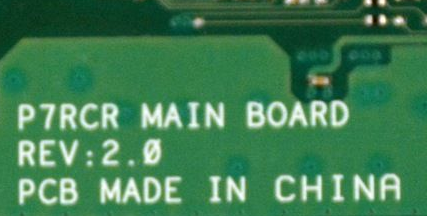 P7RCR MAIN BOARD
REV:2.0
PCB MADE IN CHINA